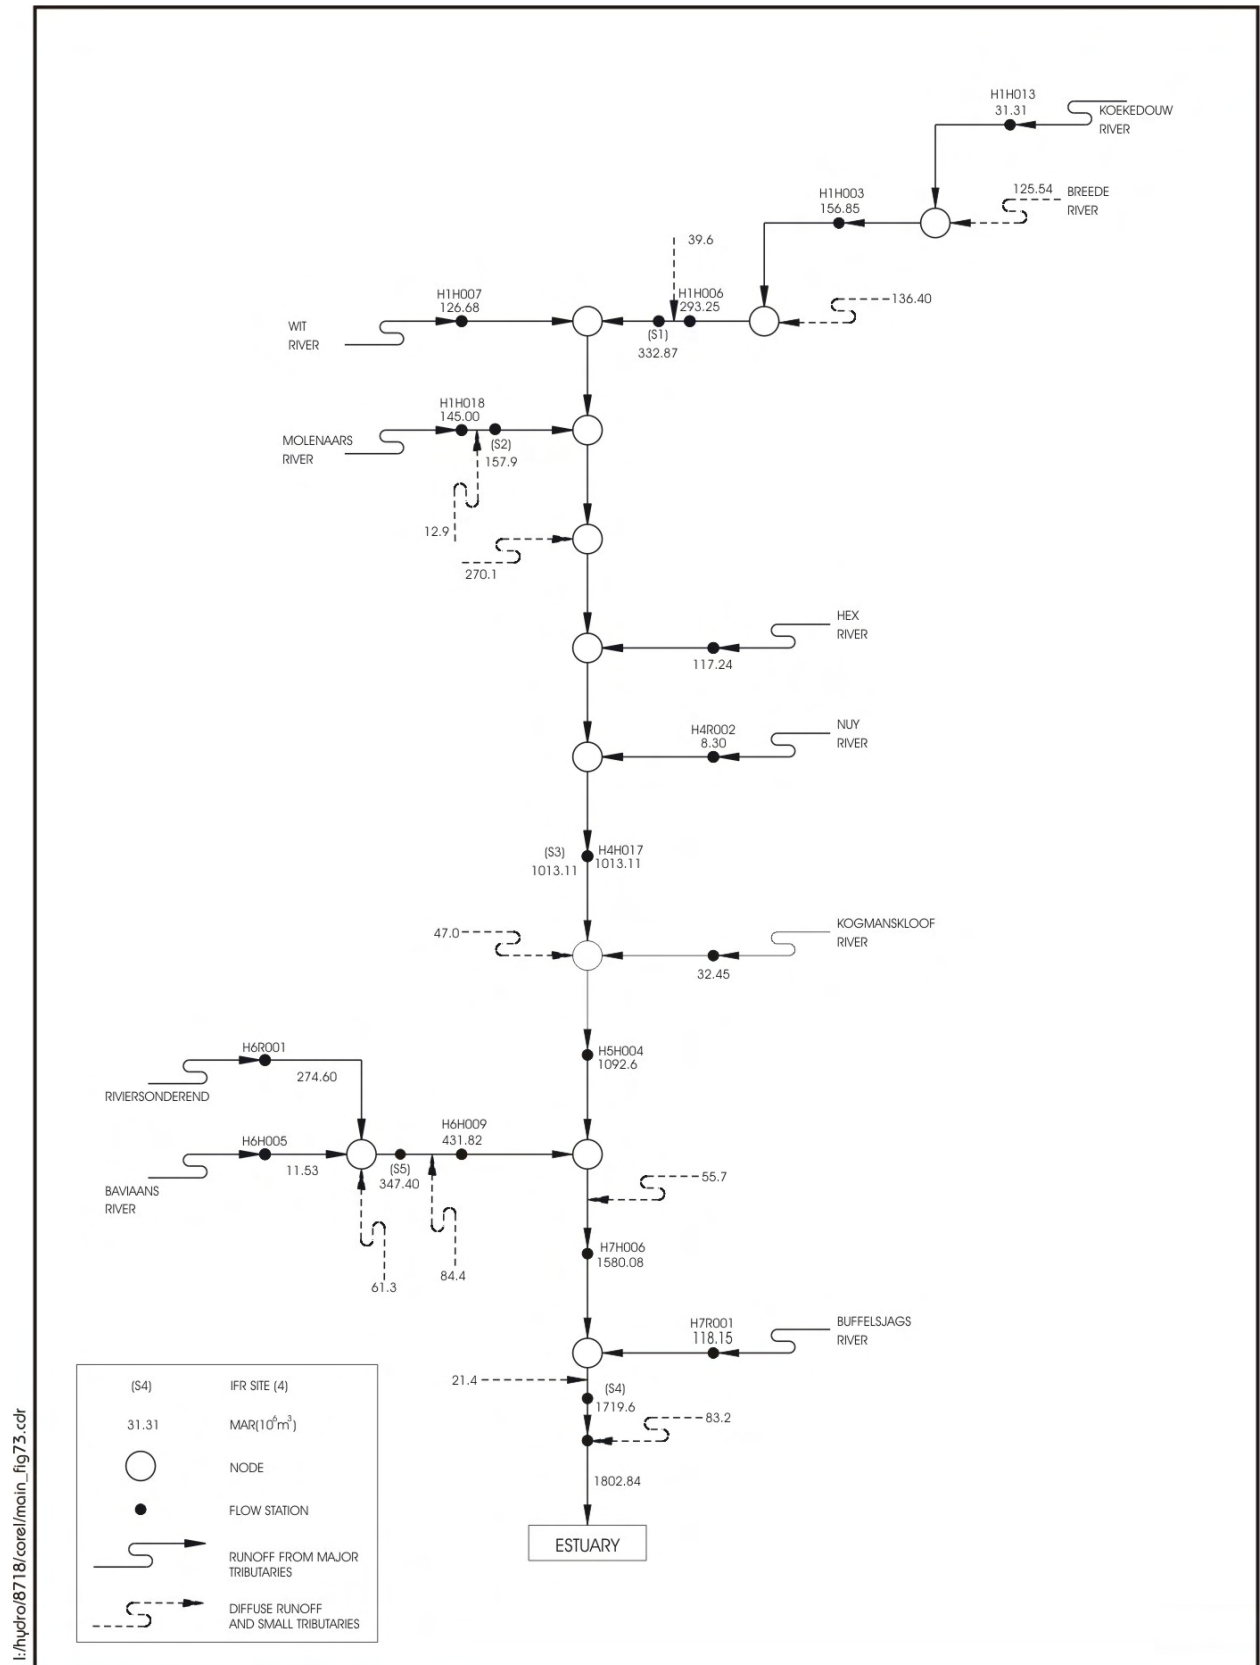 H1H013
31.31
KOEKEDOUW
RIVER
H1H003
156.85
125.54
BREEDE
RIVER
39.6
H1H007
126.68
H1H006
293.25
136.40
WIT
RIVER
(S1)
332.87
H1H018
145.00
MOLENAARS
RIVER
(S2)
157.9
12.9
270.1
HEX
RIVER
117.24
NUY
RIVER
H4R002
8.30
(S3)
1013.11
H4H017
1013.11
47.0
KOGMANSKLOOF
RIVER
32.45
H6R001
274.60
RIVIERSONDEREND
H5H004
1092.6
H6H005
11.53
BAVIAANS
RIVER
(S5)
347.40
H6H009
431.82
55.7
61.3
84.4
H7H006
1580.08
H7R001
118.15
BUFFELSJAGS
RIVER
21.4
(S4)
1719.6
83.2
1802.84
ESTUARY
(S4)
IFR SITE (4)
31.31
MAR(10⁶m³)
NODE
FLOW STATION
RUNOFF FROM MAJOR
TRIBUTARIES
DIFFUSE RUNOFF
AND SMALL TRIBUTARIES
I:/hydro/8718/corel/main_fig73.cdr